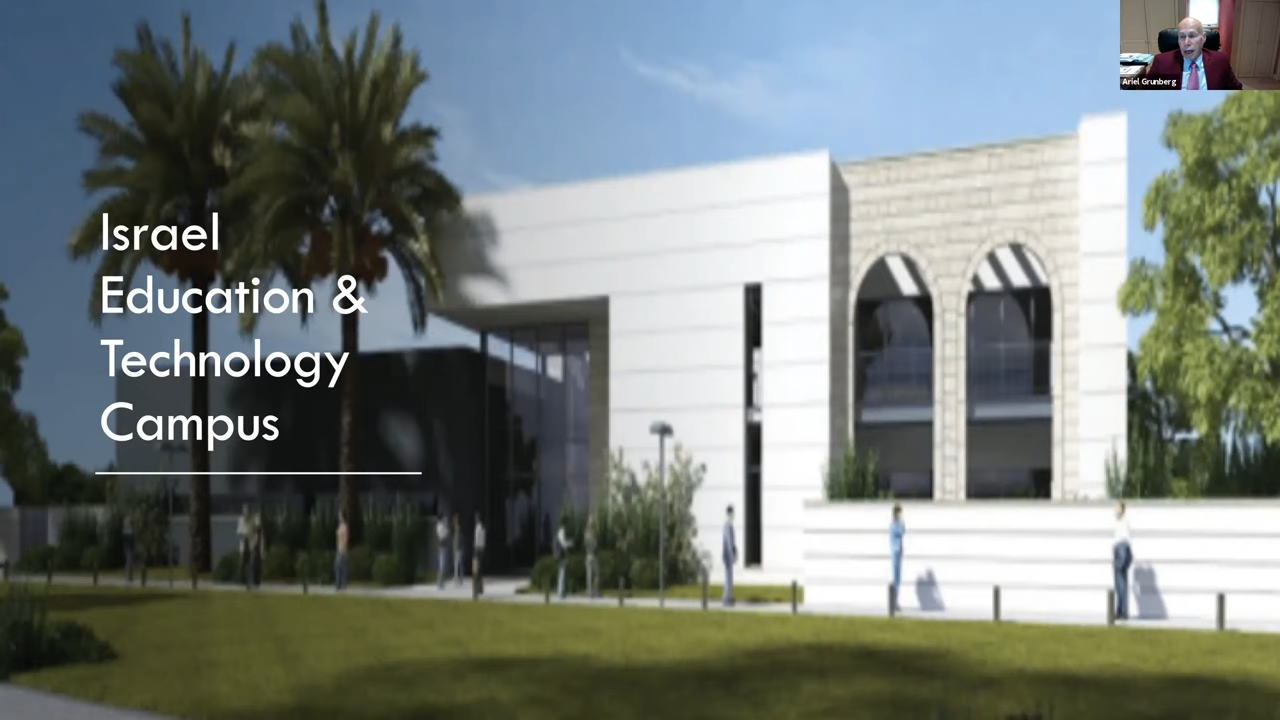 Ariel Grunberg
Israel
Education &
Technology
Campus